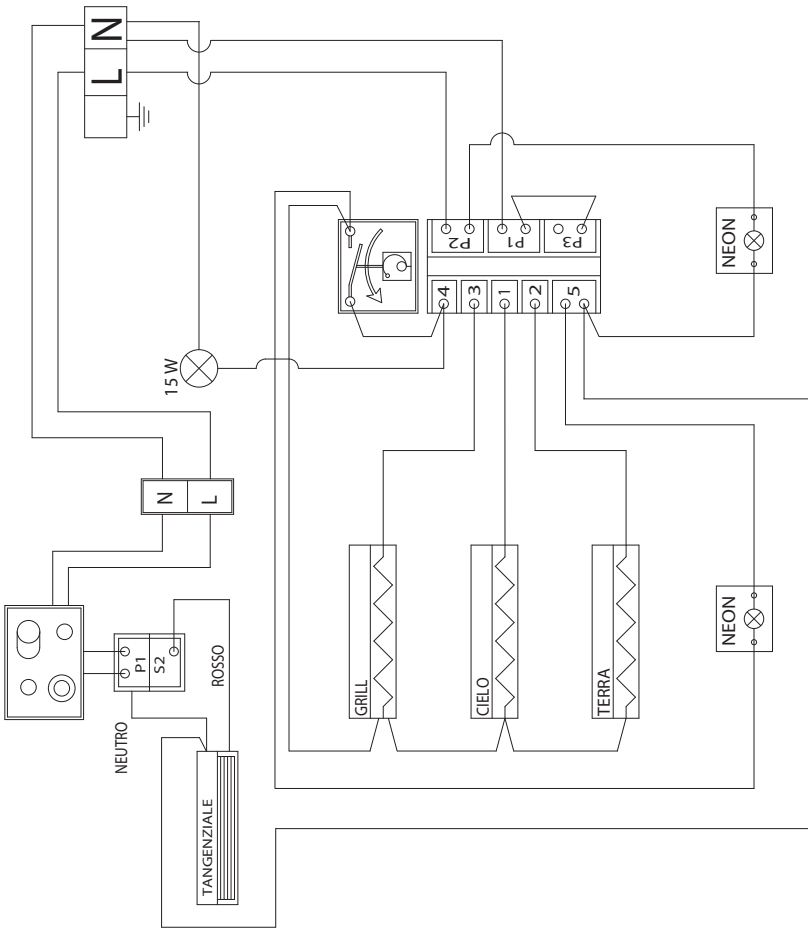 N
L
15 W
N
L
P2
P1
P3
4
3
1
2
5
NEON
P1
S2
ROSSO
NEUTRO
TANGENZIALE
GRILL
CIELO
TERRA
NEON